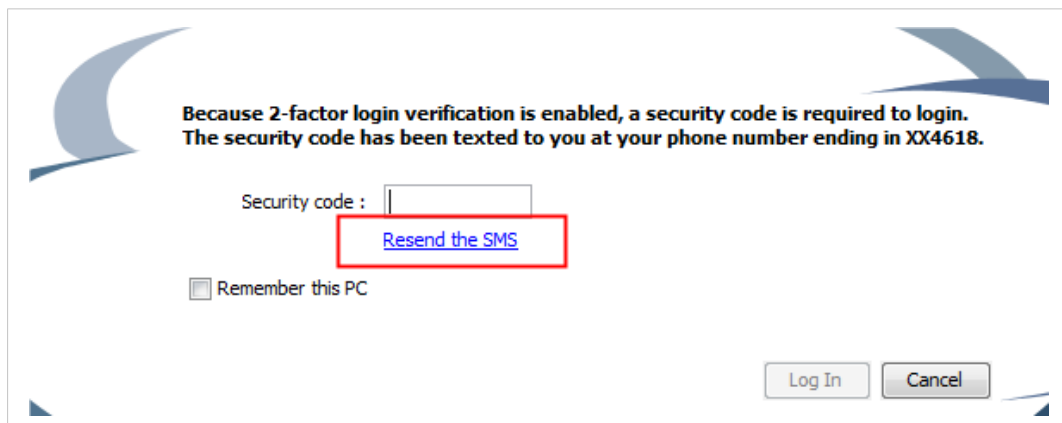 Because 2-factor login verification is enabled, a security code is required to login.
The security code has been texted to you at your phone number ending in XX4618.
Security code :
Resend the SMS
Remember this PC
Log In Cancel